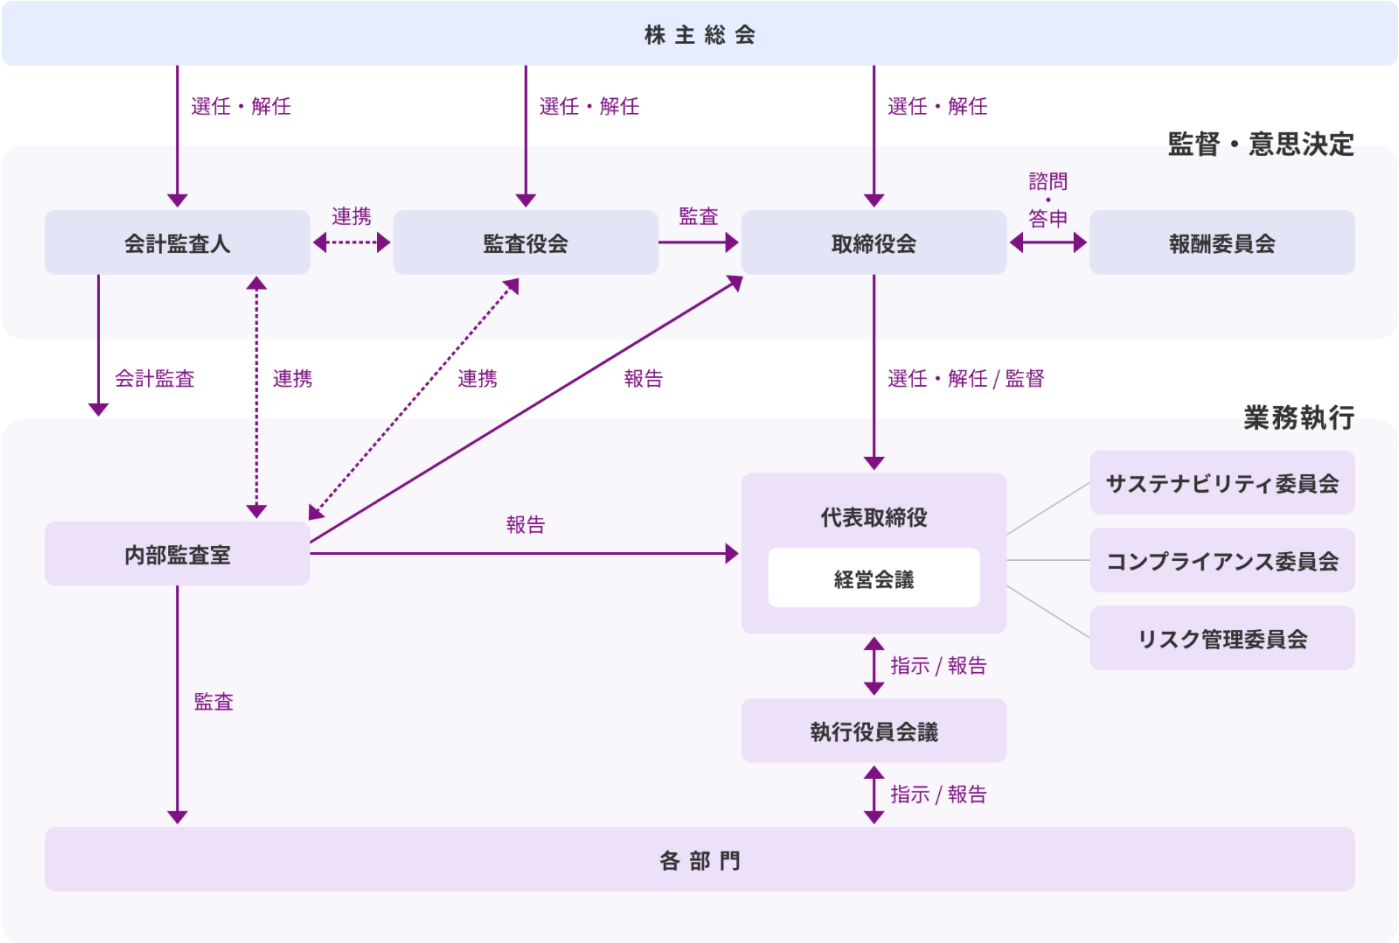 株主総会
選任・解任
選任・解任
選任・解任
監督・意思決定
諮問
・
答申
連携
監査
会計監査人
監査役会
取締役会
報酬委員会
会計監査
連携
連携
報告
選任・解任 / 監督
業務執行
サステナビリティ委員会
代表取締役
報告
内部監査室
コンプライアンス委員会
経営会議
リスク管理委員会
指示 / 報告
監査
執行役員会議
指示 / 報告
各部門